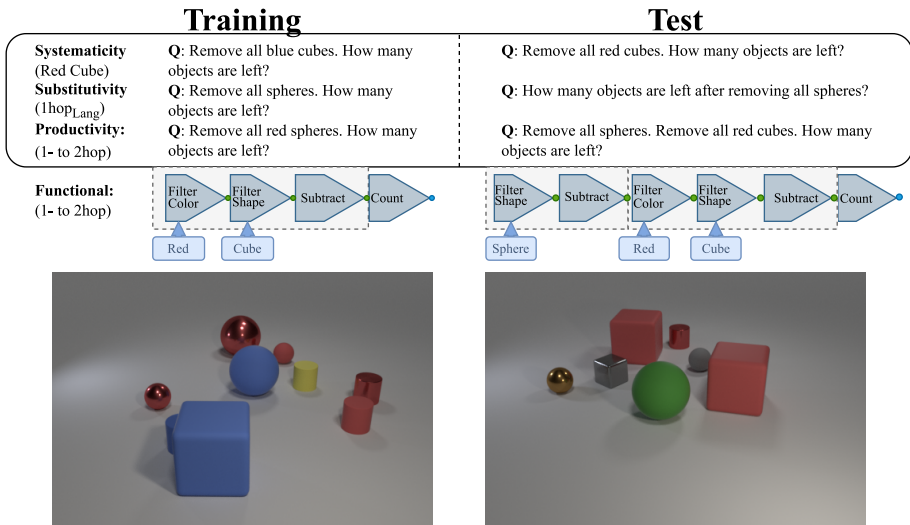 Training
Test
Systematicity
(Red Cube)
Q: Remove all blue cubes. How many
objects are left?
Q: Remove all red cubes. How many objects are left?
Substitutivity
(1hopLang)
Q: Remove all spheres. How many
objects are left?
Q: How many objects are left after removing all spheres?
Productivity:
(1- to 2hop)
Q: Remove all red spheres. How many
objects are left?
Q: Remove all spheres. Remove all red cubes. How many
objects are left?
Functional:
(1- to 2hop)
Filter
Color
Filter
Shape
Subtract
Count
Red
Cube
Filter
Shape
Subtract
Filter
Color
Filter
Shape
Subtract
Count
Sphere
Red
Cube